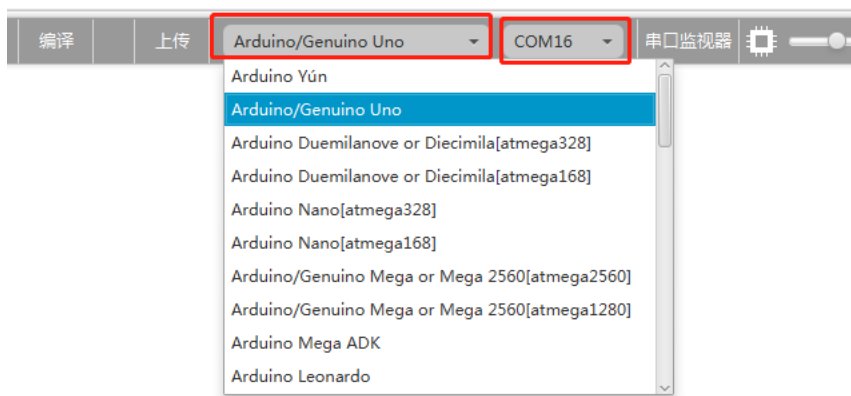 编译 上传 Arduino/Genuino Uno COM16 串口监视器
Arduino Yún
Arduino/Genuino Uno
Arduino Duemilanove or Diecimila[atmega328]
Arduino Duemilanove or Diecimila[atmega168]
Arduino Nano[atmega328]
Arduino Nano[atmega168]
Arduino/Genuino Mega or Mega 2560[atmega2560]
Arduino/Genuino Mega or Mega 2560[atmega1280]
Arduino Mega ADK
Arduino Leonardo